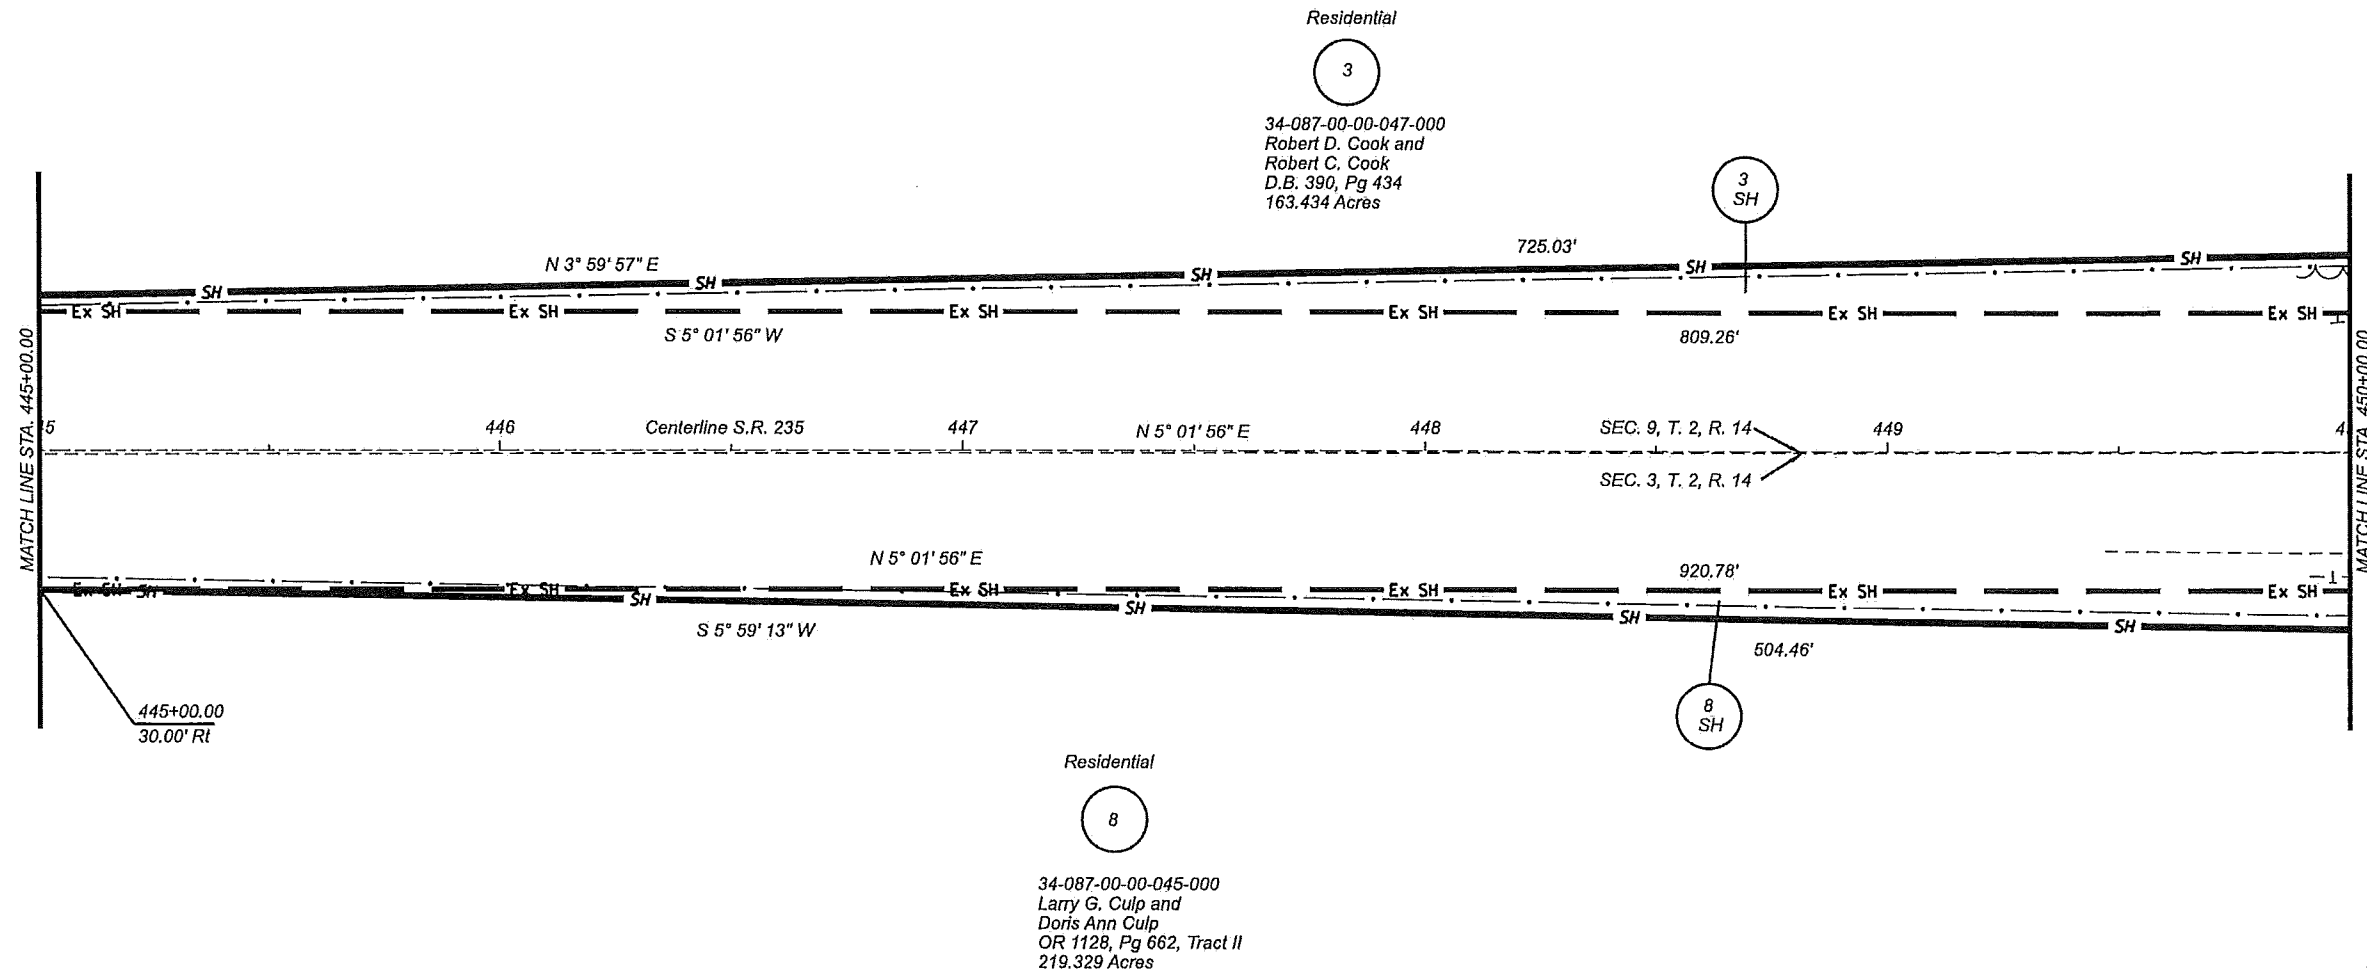 Residential
3
34-087-00-00-047-000
Robert D. Cook and
Robert C. Cook
D.B. 390, Pg 434
163.434 Acres
3
SH
725.03'
N 3° 59' 57" E
SH SH SH SH SH
Ex SH Ex SH Ex SH Ex SH Ex SH Ex SH
S 5° 01' 56" W
809.26'
MATCH LINE STA. 445+00.00
MATCH LINE STA. 450+00.00
446 Centerline S.R. 235 447 N 5° 01' 56" E 448 SEC. 9, T. 2, R. 14 449
SEC. 3, T. 2, R. 14
N 5° 01' 56" E
920.78'
Ex SH Ex SH Ex SH Ex SH Ex SH Ex SH
SH SH SH SH SH
S 5° 59' 13" W
504.46'
8
SH
445+00.00
30.00' Rt
Residential
8
34-087-00-00-045-000
Larry G. Culp and
Doris Ann Culp
OR 1128, Pg 662, Tract II
219.329 Acres